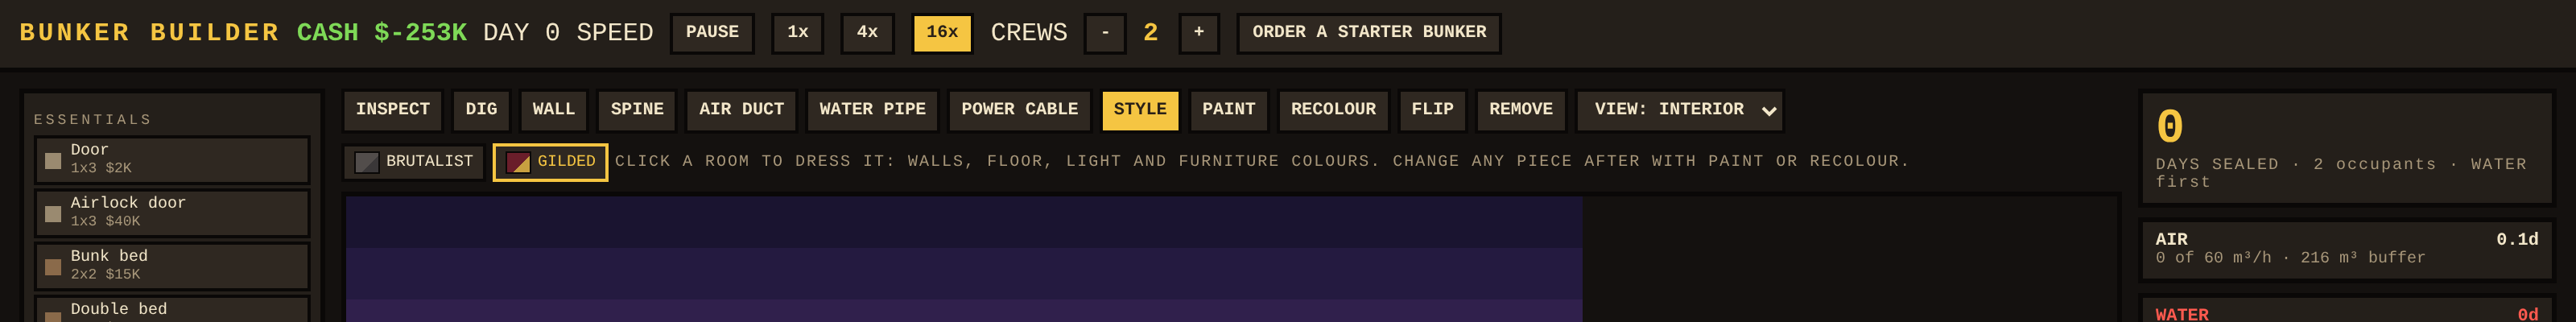 BUNKER BUILDER CASH $-253K DAY 0 SPEED PAUSE 1x 4x 16x CREWS - 2 + ORDER A STARTER BUNKER
ESSENTIALS
Door
1x3 $2K
Airlock door
1x3 $40K
Bunk bed
2x2 $15K
Double bed
INSPECT DIG WALL SPINE AIR DUCT WATER PIPE POWER CABLE STYLE PAINT RECOLOUR FLIP REMOVE VIEW: INTERIOR
BRUTALIST GILDED CLICK A ROOM TO DRESS IT: WALLS, FLOOR, LIGHT AND FURNITURE COLOURS. CHANGE ANY PIECE AFTER WITH PAINT OR RECOLOUR.
0
DAYS SEALED · 2 occupants · WATER
first
AIR 0.1d
0 of 60 m³/h · 216 m³ buffer
WATER 0d